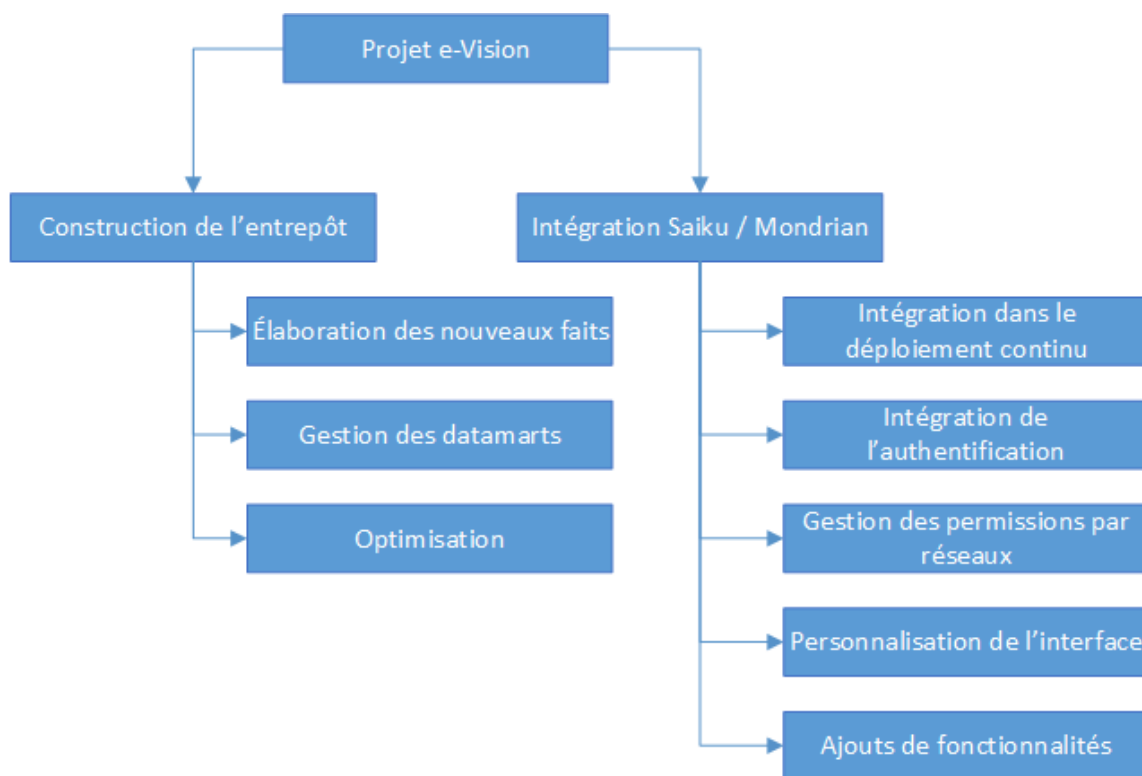 Projet e-Vision
Construction de l'entrepôt
Intégration Saiku / Mondrian
Élaboration des nouveaux faits
Gestion des datamarts
Optimisation
Intégration dans le
déploiement continu
Intégration de
l'authentification
Gestion des permissions par
réseaux
Personnalisation de l'interface
Ajouts de fonctionnalités